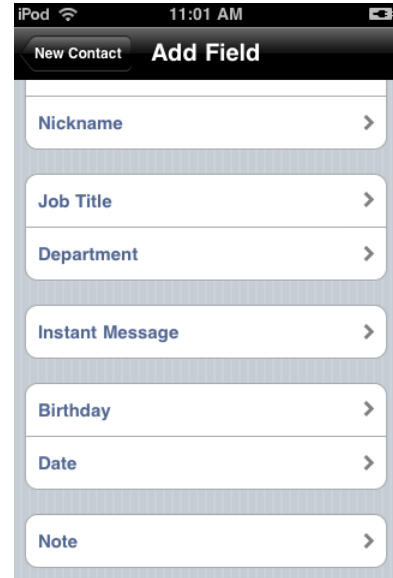 iPod 11:01 AM
New Contact Add Field
Nickname
Job Title
Department
Instant Message
Birthday
Date
Note